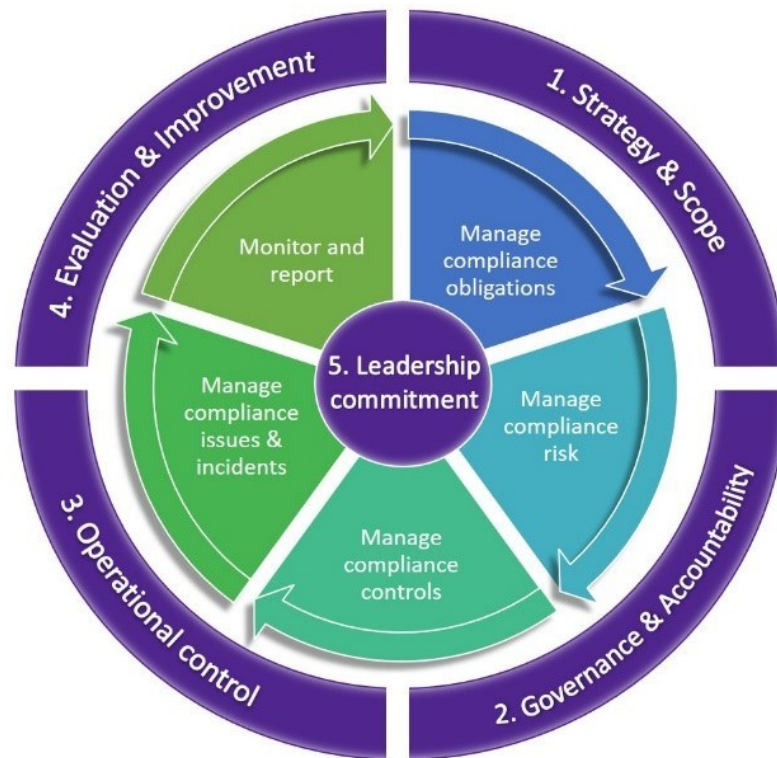 1. Strategy & Scope
2. Governance & Accountability
3. Operational control
4. Evaluation & Improvement
5. Leadership
commitment
Manage
compliance
obligations
Manage
compliance
risk
Manage
compliance
controls
Manage
compliance
issues &
incidents
Monitor and
report